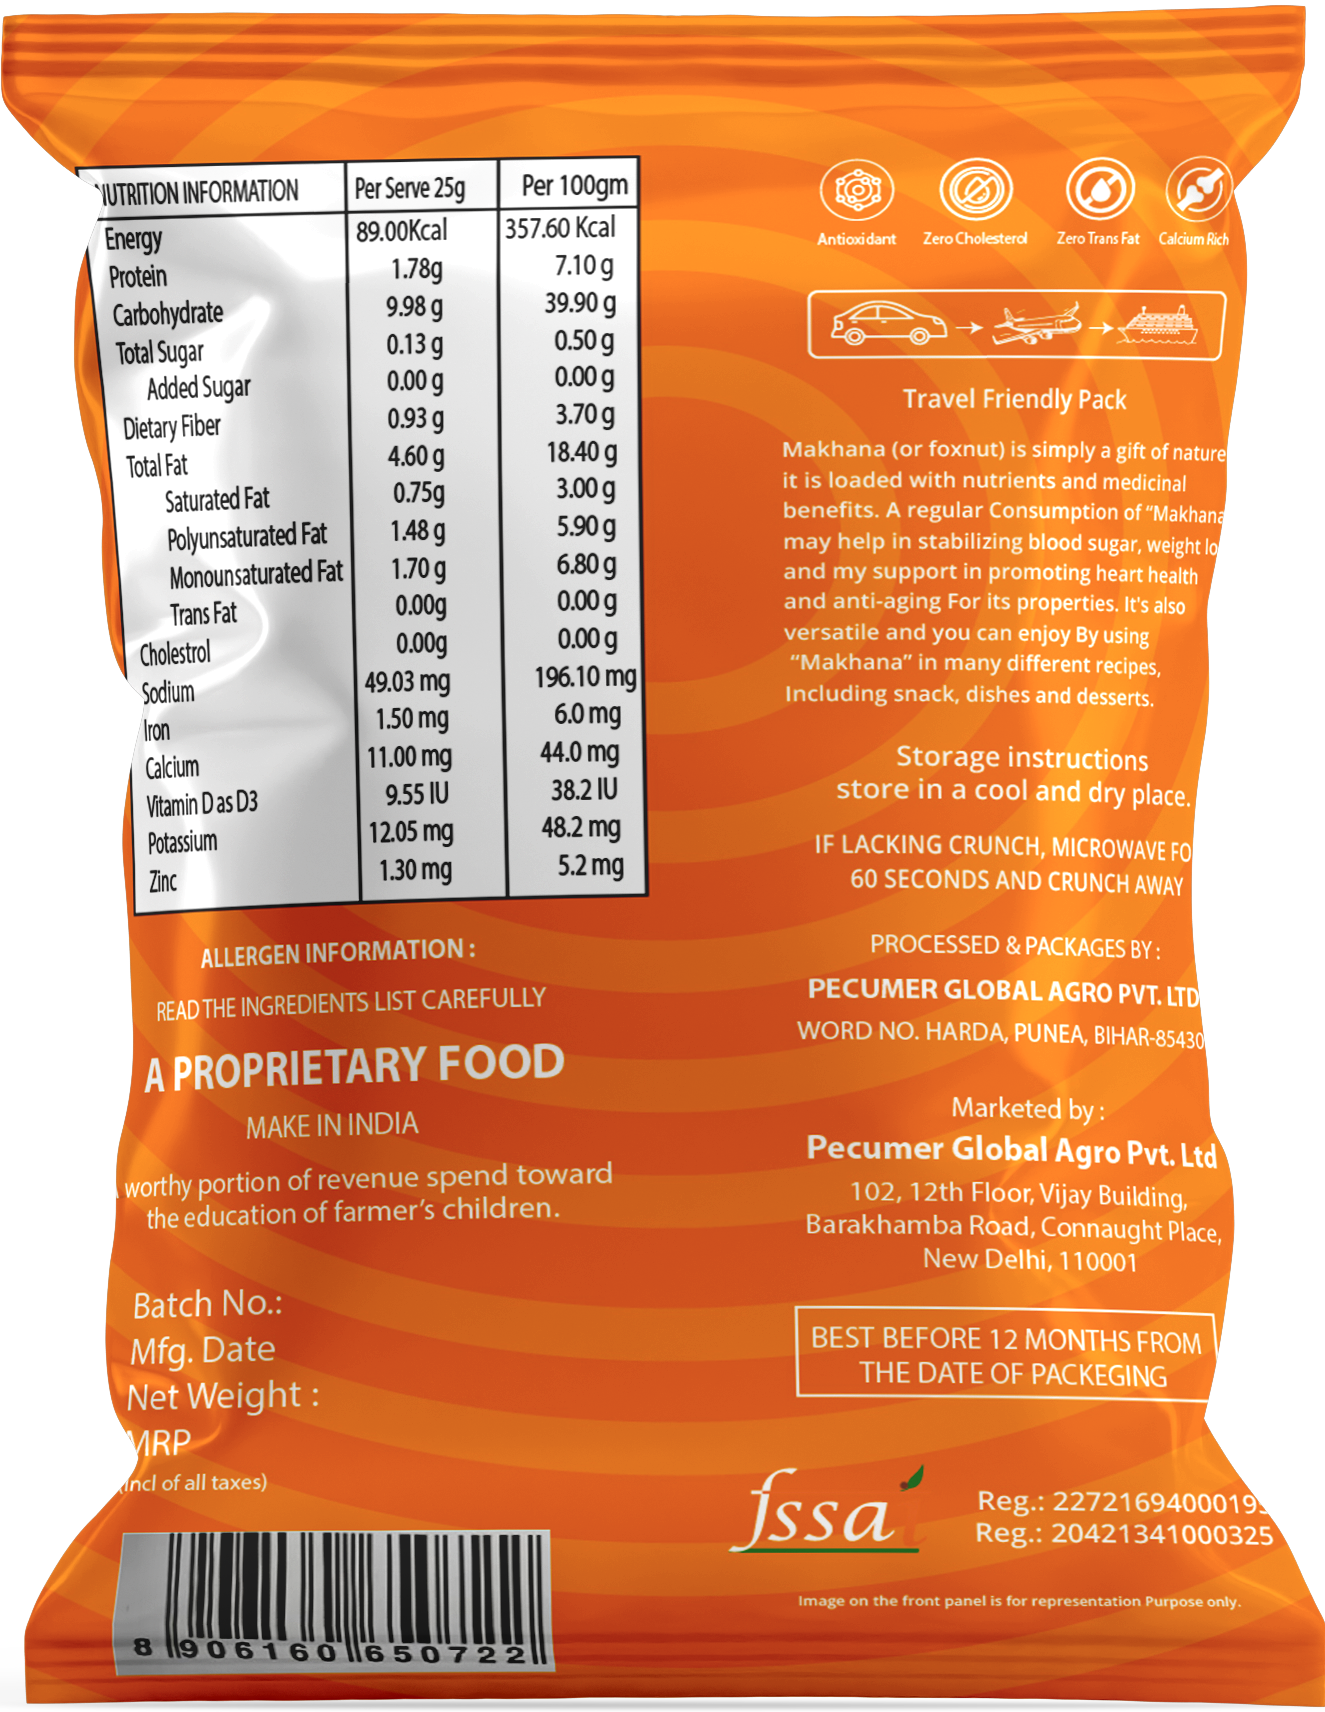 NUTRITION INFORMATION Per Serve 25g Per 100gm
Energy 89.00Kcal 357.60 Kcal
Protein 1.78g 7.10 g
Carbohydrate 9.98 g 39.90 g
Total Sugar 0.13 g 0.50 g
Added Sugar 0.00 g 0.00 g
Dietary Fiber 0.93 g 3.70 g
Total Fat 4.60 g 18.40 g
Saturated Fat 0.75g 3.00 g
Polyunsaturated Fat 1.48 g 5.90 g
Monounsaturated Fat 1.70 g 6.80 g
Trans Fat 0.00g 0.00 g
Cholestrol 0.00g 0.00 g
Sodium 49.03 mg 196.10 mg
Iron 1.50 mg 6.0 mg
Calcium 11.00 mg 44.0 mg
Vitamin D as D3 9.55 IU 38.2 IU
Potassium 12.05 mg 48.2 mg
Zinc 1.30 mg 5.2 mg
ALLERGEN INFORMATION :
READ THE INGREDIENTS LIST CAREFULLY
A PROPRIETARY FOOD
MAKE IN INDIA
worthy portion of revenue spend toward
the education of farmer's children.
Batch No.:
Mfg. Date
Net Weight :
MRP
(incl of all taxes)
8 906160 650722
Antioxidant Zero Cholesterol Zero Trans Fat Calcium Rich
Travel Friendly Pack
Makhana (or foxnut) is simply a gift of nature
it is loaded with nutrients and medicinal
benefits. A regular Consumption of "Makhana
may help in stabilizing blood sugar, weight lo
and my support in promoting heart health
and anti-aging For its properties. It's also
versatile and you can enjoy By using
"Makhana" in many different recipes,
Including snack, dishes and desserts.
Storage instructions
store in a cool and dry place.
IF LACKING CRUNCH, MICROWAVE FO
60 SECONDS AND CRUNCH AWAY
PROCESSED & PACKAGES BY :
PECUMER GLOBAL AGRO PVT. LTD
WORD NO. HARDA, PUNEA, BIHAR-85430
Marketed by :
Pecumer Global Agro Pvt. Ltd
102, 12th Floor, Vijay Building,
Barakhamba Road, Connaught Place,
New Delhi, 110001
BEST BEFORE 12 MONTHS FROM
THE DATE OF PACKEGING
fssai
Reg.: 2272169400019
Reg.: 20421341000325
Image on the front panel is for representation Purpose only.